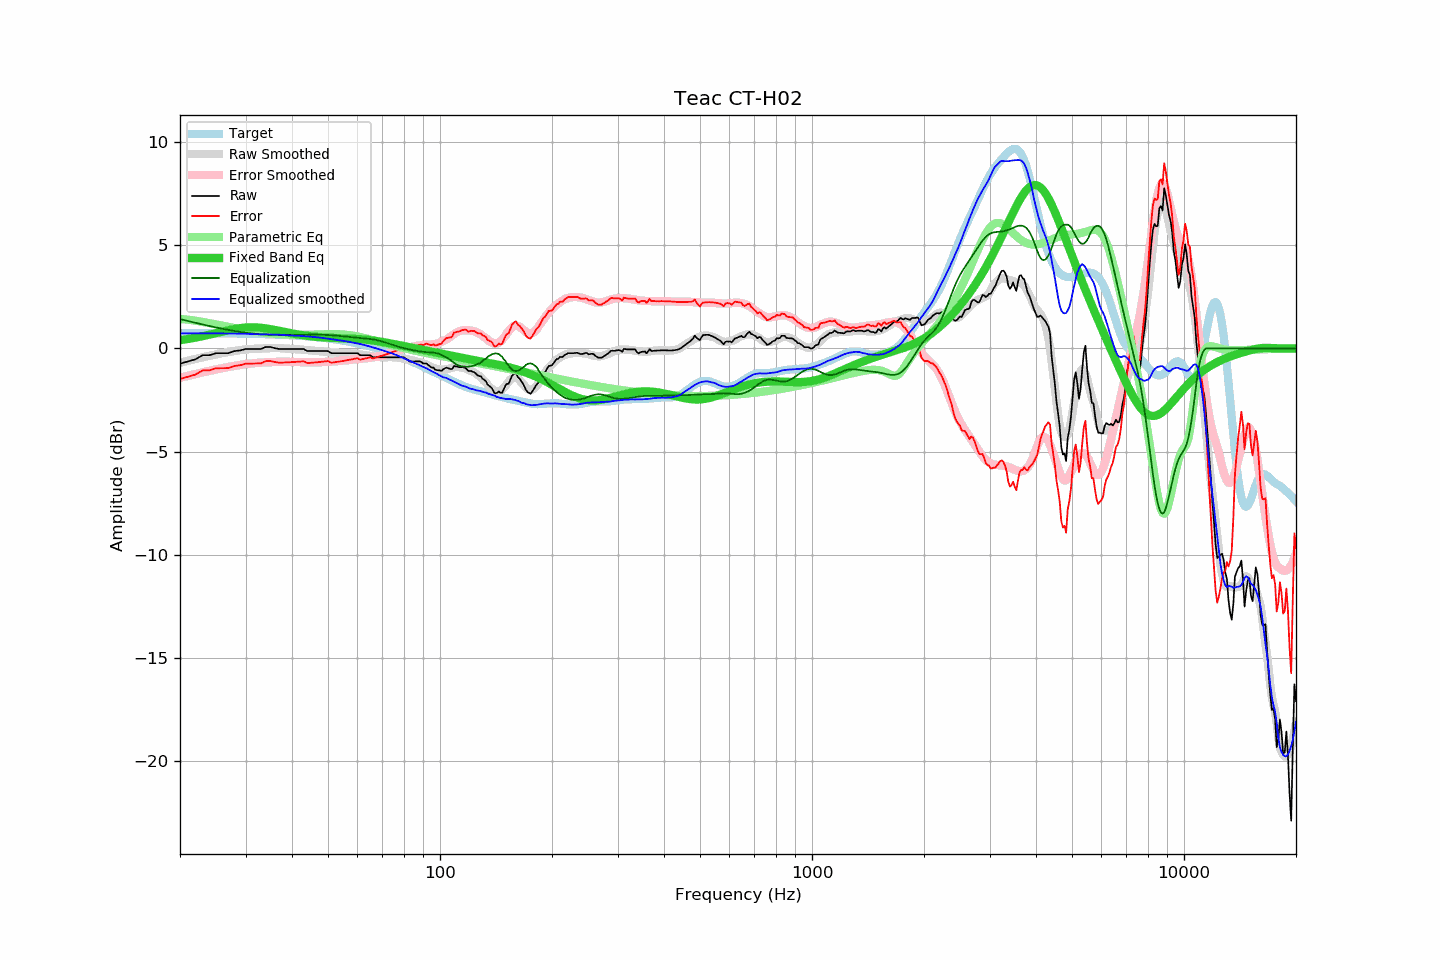 Teac CT-H02
Target
Raw Smoothed
Error Smoothed
Raw
Error
Parametric Eq
Fixed Band Eq
Equalization
Equalized smoothed
10
5
0
−5
−10
−15
−20
Amplitude (dBr)
100
1000
10000
Frequency (Hz)